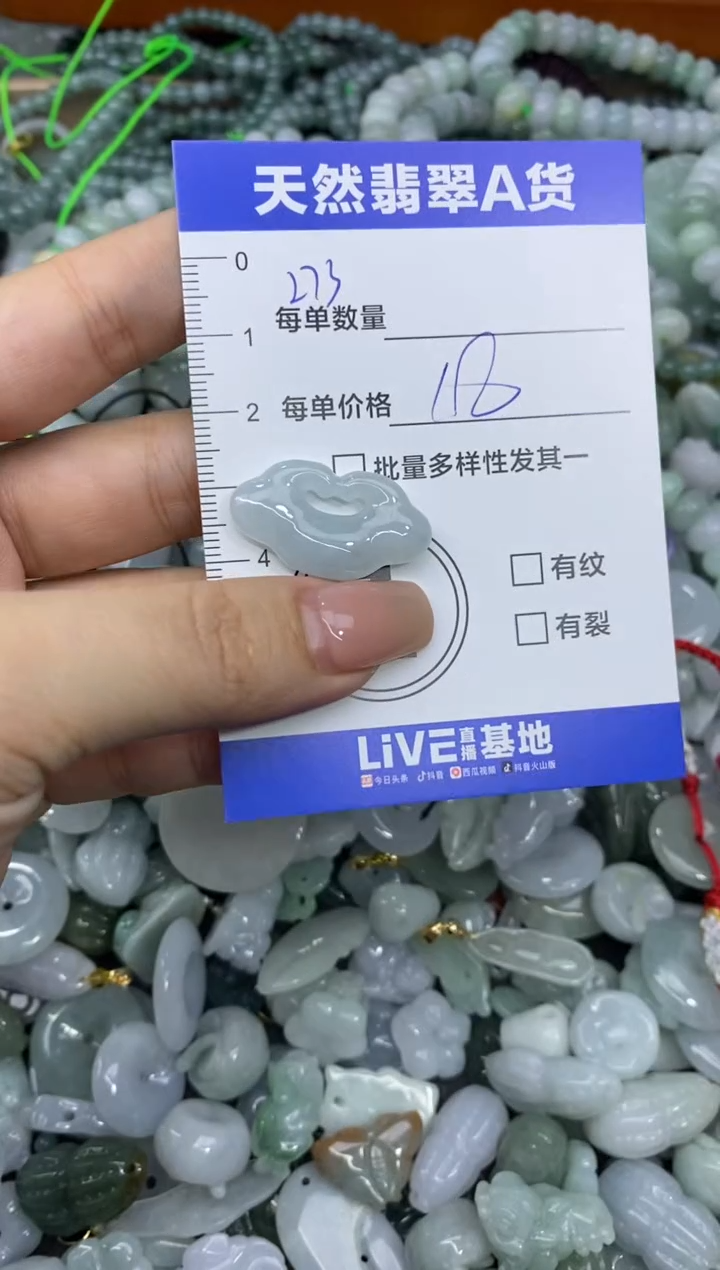 天然翡翠A货
0
273
1
每单数量
2
每单价格 18
批量多样性发其一
4
有纹
有裂
LiVE直播基地
今日头条 抖音 西瓜视频 抖音火山版